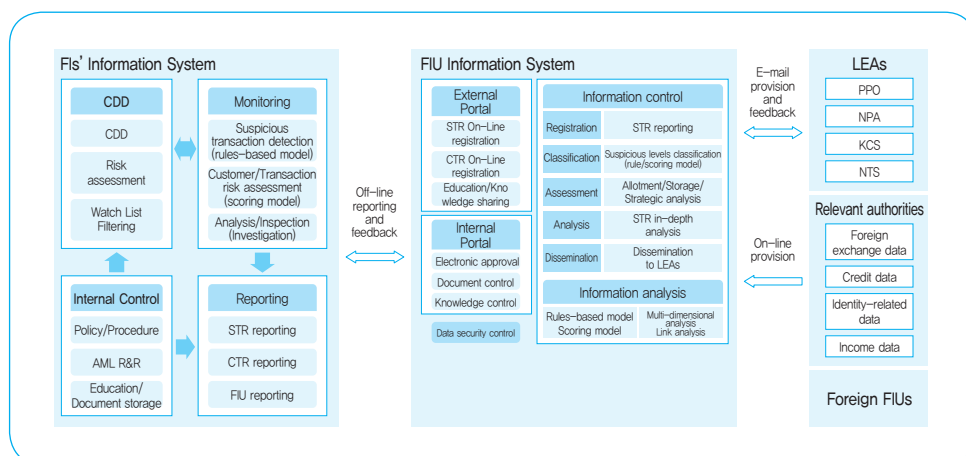 FIs' Information System
CDD
CDD
Risk
assessment
Watch List
Filtering
Monitoring
Suspicious
transaction detection
(rules-based model)
Customer/Transaction
risk assessment
(scoring model)
Analysis/Inspection
(Investigation)
Internal Control
Policy/Procedure
AML R&R
Education/
Document storage
Reporting
STR reporting
CTR reporting
FIU reporting
Off-line
reporting
and
feedback
FIU Information System
External
Portal
STR On-Line
registration
CTR On-Line
registration
Education/Kno
wledge sharing
Internal
Portal
Electronic approval
Document control
Knowledge control
Data security control
Information control
Registration
STR reporting
Classification
Suspicious levels classification
(rule/scoring model)
Assessment
Allotment/Storage/
Strategic analysis
Analysis
STR in-depth
analysis
Dissemination
Dissemination
to LEAs
Information analysis
Rules-based model
Scoring model
Multi-dimensional
analysis
Link analysis
E-mail
provision
and
feedback
On-line
provision
LEAs
PPO
NPA
KCS
NTS
Relevant authorities
Foreign
exchange data
Credit data
Identity-related
data
Income data
Foreign FIUs